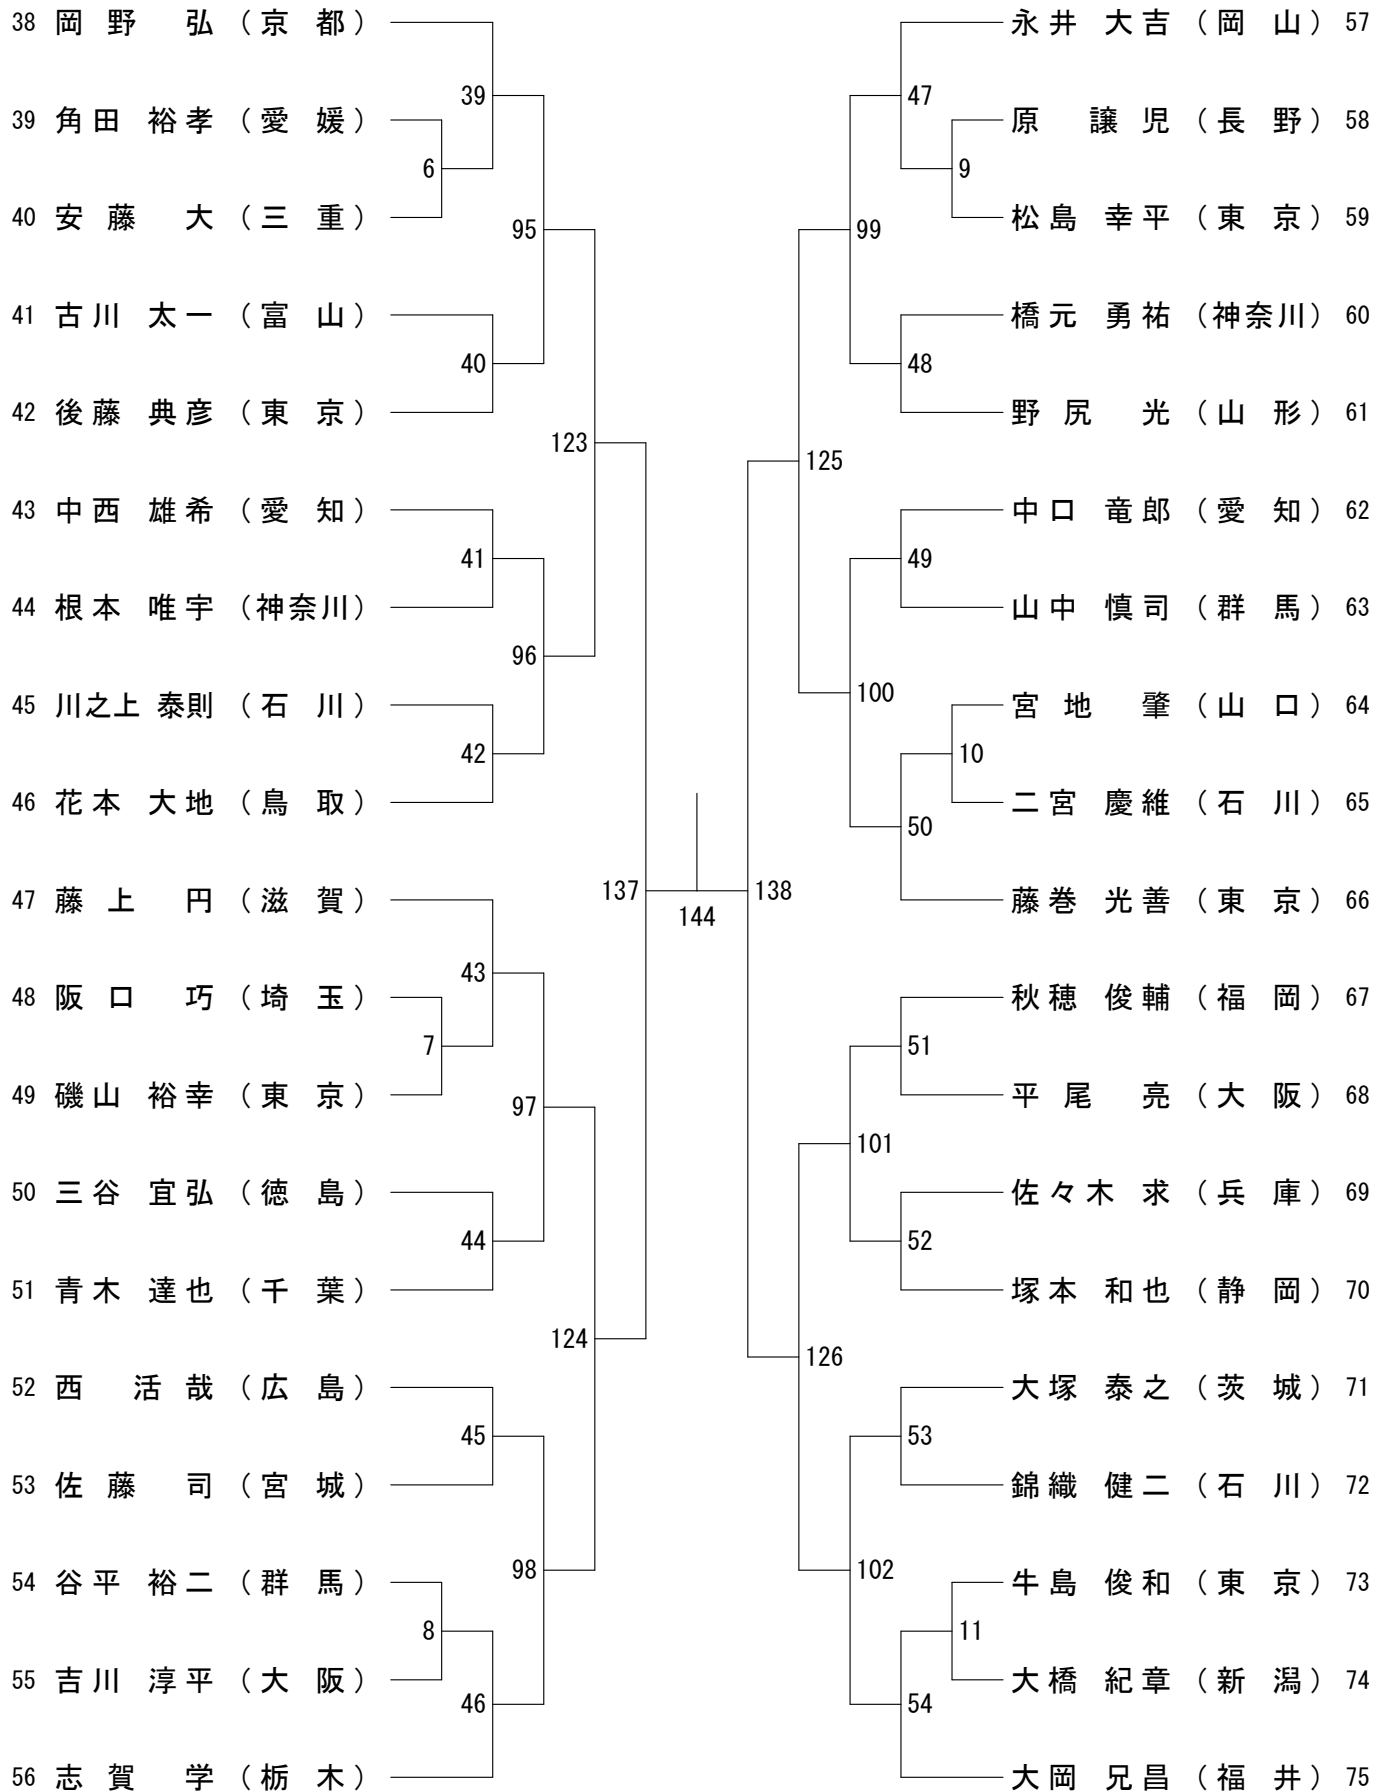 38 岡野 弘 (京都)
39
39 角田 裕孝 (愛媛)
6
40 安藤 大 (三重)
95
41 古川 太一 (富山)
40
42 後藤 典彦 (東京)
123
43 中西 雄希 (愛知)
41
44 根本 唯宇 (神奈川)
96
45 川之上 泰則 (石川)
42
46 花本 大地 (鳥取)
137
47 藤上 円 (滋賀)
43
48 阪口 巧 (埼玉)
7
49 磯山 裕幸 (東京)
97
50 三谷 宜弘 (徳島)
44
51 青木 達也 (千葉)
124
52 西 活哉 (広島)
45
53 佐藤 司 (宮城)
98
54 谷平 裕二 (群馬)
8
55 吉川 淳平 (大阪)
46
56 志賀 学 (栃木)
144
永井 大吉 (岡山) 57
47
原 譲児 (長野) 58
9
松島 幸平 (東京) 59
99
橋元 勇祐 (神奈川) 60
48
野尻 光 (山形) 61
125
中口 竜郎 (愛知) 62
49
山中 慎司 (群馬) 63
100
宮地 肇 (山口) 64
10
二宮 慶維 (石川) 65
50
藤巻 光善 (東京) 66
138
秋穂 俊輔 (福岡) 67
51
平尾 亮 (大阪) 68
101
佐々木 求 (兵庫) 69
52
塚本 和也 (静岡) 70
126
大塚 泰之 (茨城) 71
53
錦織 健二 (石川) 72
102
牛島 俊和 (東京) 73
11
大橋 紀章 (新潟) 74
54
大岡 兄昌 (福井) 75